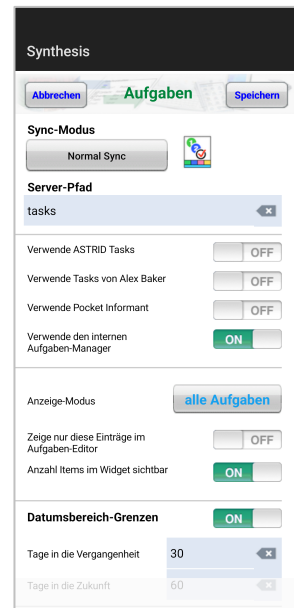 Synthesis
Abbrechen Aufgaben Speichern
Sync-Modus
Normal Sync
Server-Pfad
tasks
Verwende ASTRID Tasks OFF
Verwende Tasks von Alex Baker OFF
Verwende Pocket Informant OFF
Verwende den internen
Aufgaben-Manager ON
Anzeige-Modus alle Aufgaben
Zeige nur diese Einträge im
Aufgaben-Editor OFF
Anzahl Items im Widget sichtbar ON
Datumsbereich-Grenzen ON
Tage in die Vergangenheit 30
Tage in die Zukunft 60